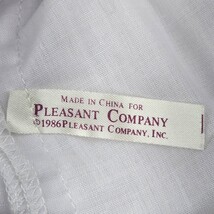 MADE IN CHINA FOR
PLEASANT COMPANY
©1986 PLEASANT COMPANY, INC.